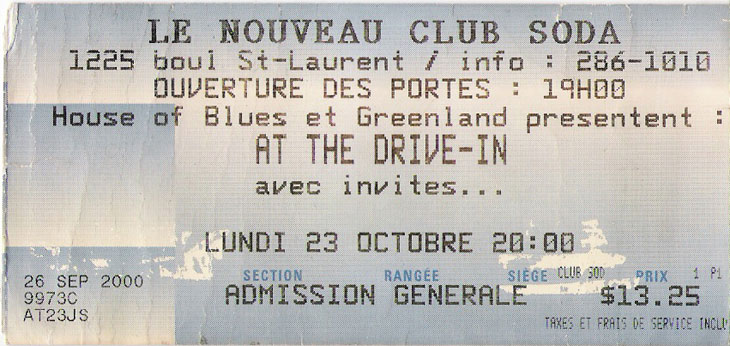 LE NOUVEAU CLUB SODA
1225 boul St-Laurent / info : 286-1010
OUVERTURE DES PORTES : 19H00
House of Blues et Greenland presentent :
AT THE DRIVE-IN
avec invites...
LUNDI 23 OCTOBRE 20:00
SECTION RANGÉE SIÈGE CLUB SOD PRIX 1 P1
ADMISSION GENERALE $13.25
TAXES ET FRAIS DE SERVICE INCLU
26 SEP 2000
9973C
AT23JS